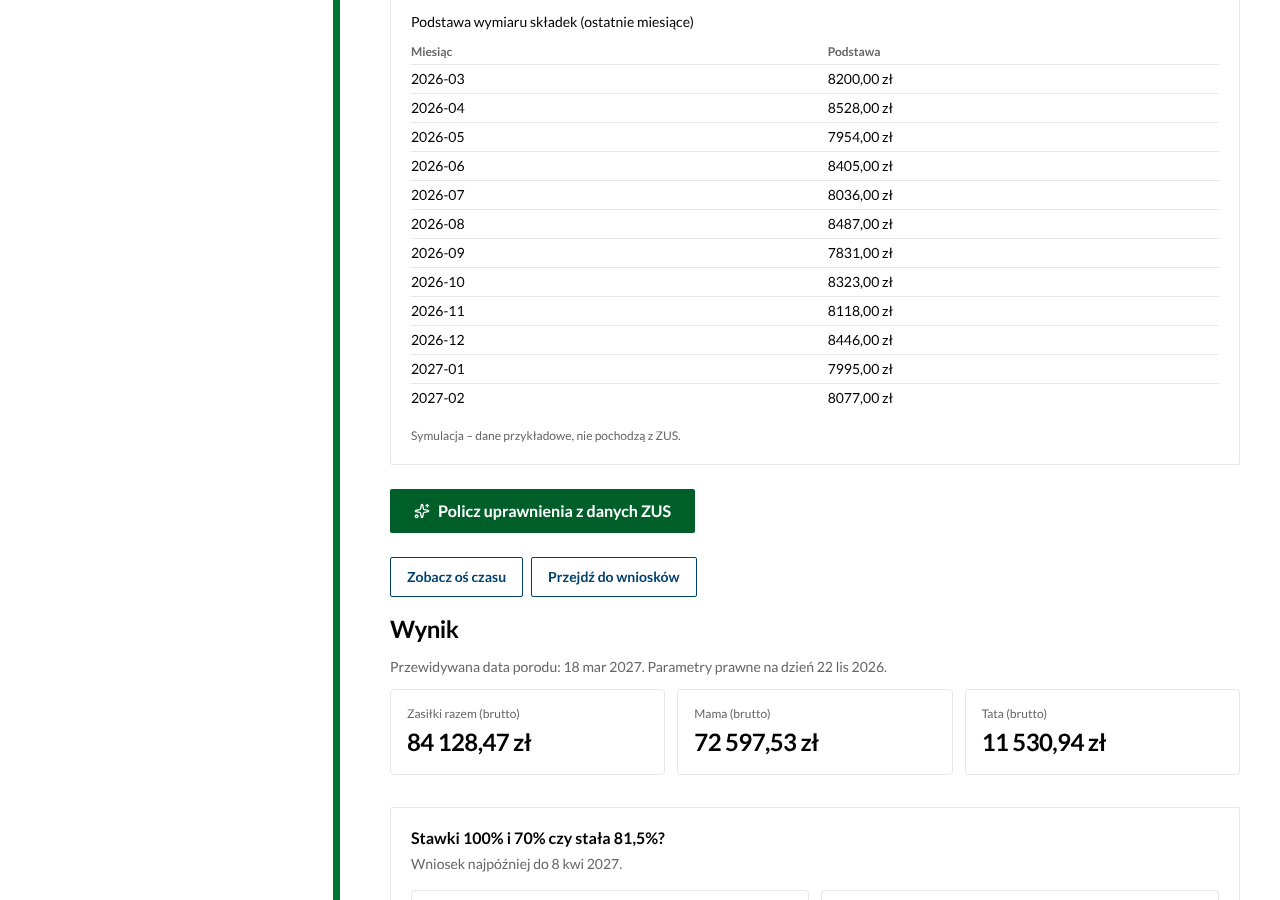 Podstawa wymiaru składek (ostatnie miesiące)
Miesiąc Podstawa
2026-03 8200,00 zł
2026-04 8528,00 zł
2026-05 7954,00 zł
2026-06 8405,00 zł
2026-07 8036,00 zł
2026-08 8487,00 zł
2026-09 7831,00 zł
2026-10 8323,00 zł
2026-11 8118,00 zł
2026-12 8446,00 zł
2027-01 7995,00 zł
2027-02 8077,00 zł
Symulacja – dane przykładowe, nie pochodzą z ZUS.
Policz uprawnienia z danych ZUS
Zobacz oś czasu Przejdź do wniosków
Wynik
Przewidywana data porodu: 18 mar 2027. Parametry prawne na dzień 22 lis 2026.
Zasiłki razem (brutto) Mama (brutto) Tata (brutto)
84 128,47 zł 72 597,53 zł 11 530,94 zł
Stawki 100% i 70% czy stała 81,5%?
Wniosek najpóźniej do 8 kwi 2027.